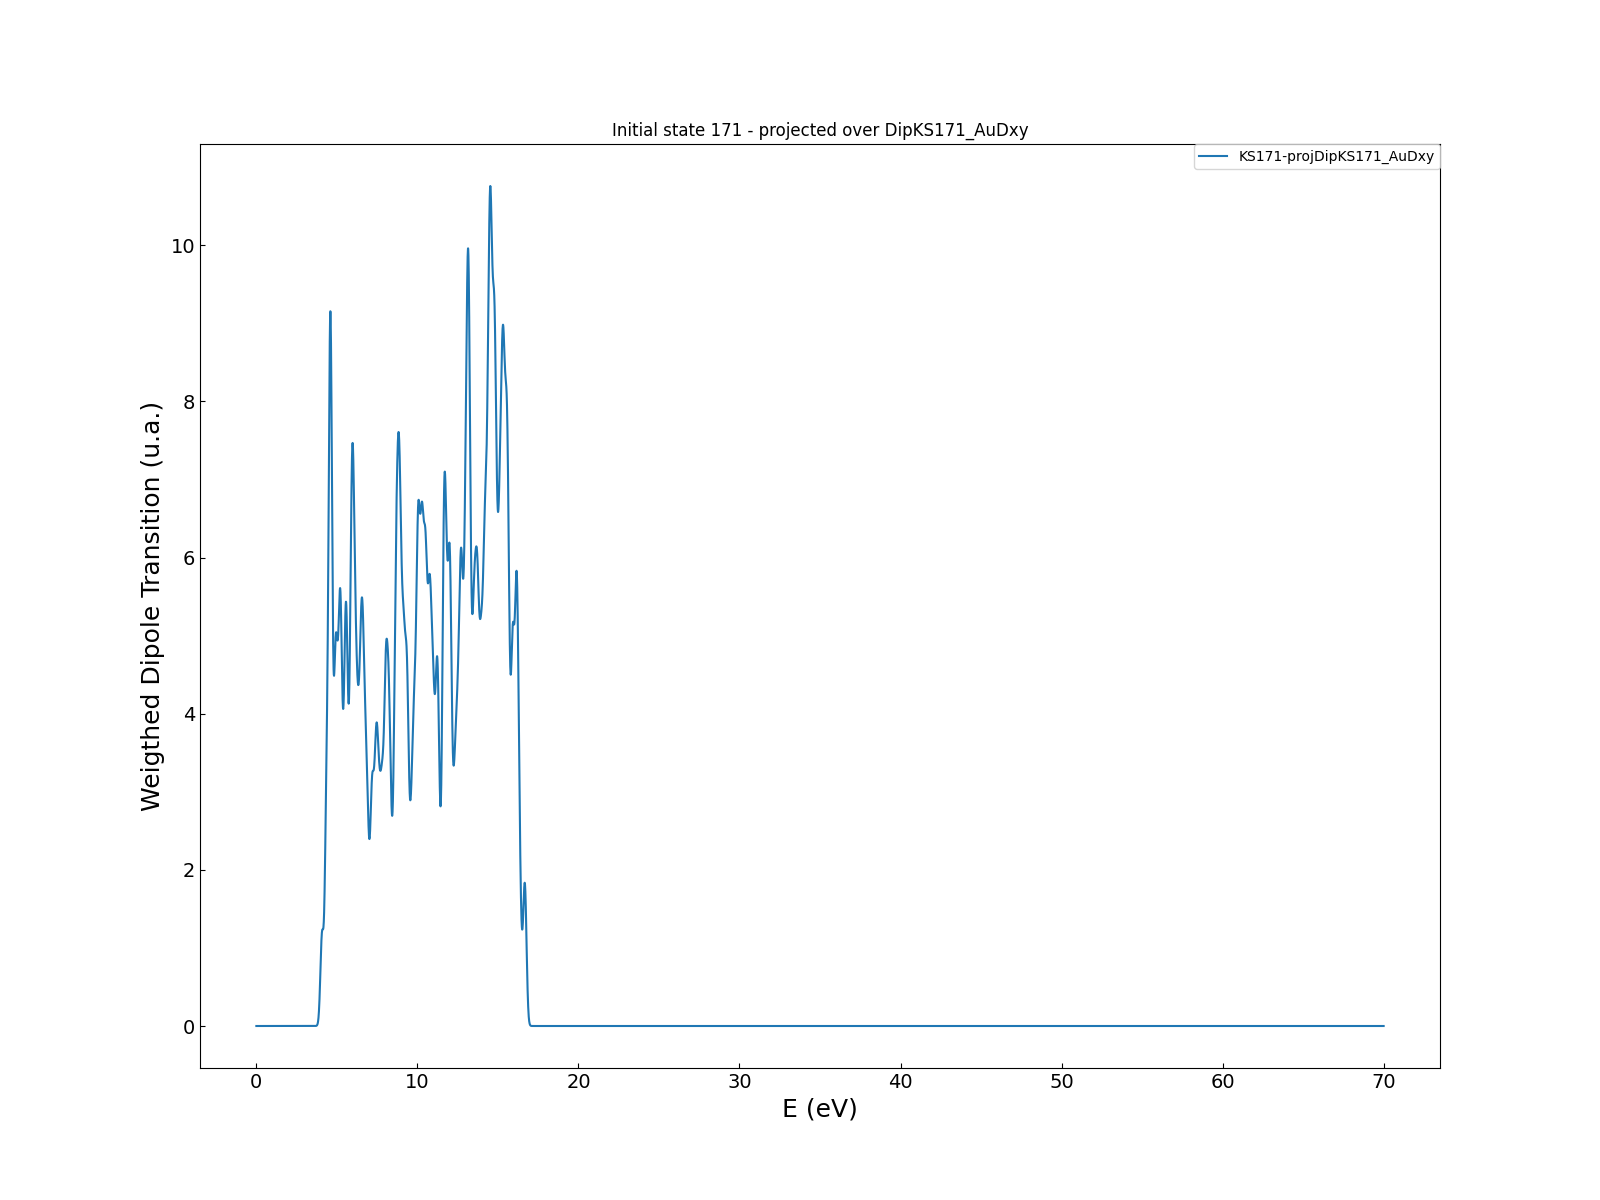 Initial state 171 - projected over DipKS171_AuDxy
KS171-projDipKS171_AuDxy
Weigthed Dipole Transition (u.a.)
10
8
6
4
2
0
0 10 20 30 40 50 60 70
E (eV)